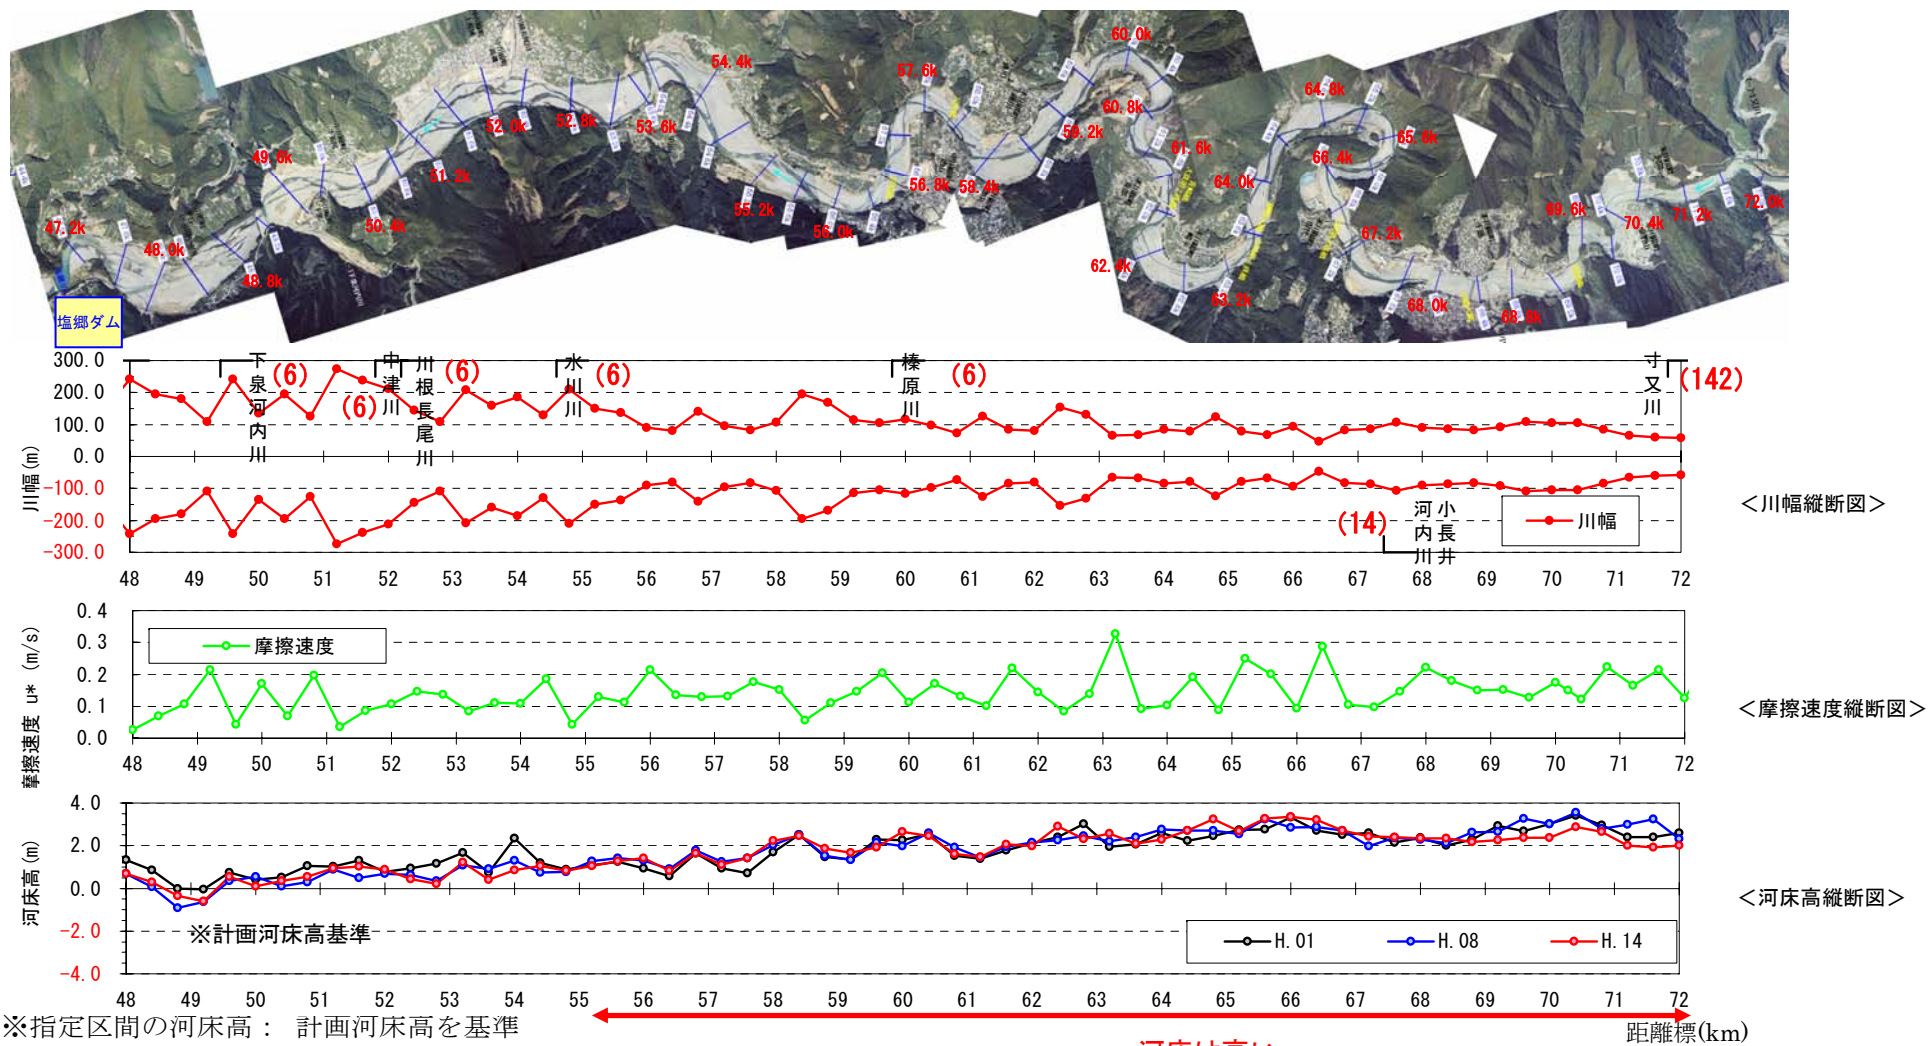 47.2k
48.0k
48.8k
49.6k
50.4k
51.2k
52.0k
52.8k
53.6k
54.4k
55.2k
56.0k
56.8k
57.6k
58.4k
59.2k
60.0k
60.8k
61.6k
62.4k
63.2k
64.0k
64.8k
65.6k
66.4k
67.2k
68.0k
68.8k
69.6k
70.4k
71.2k
72.0k
塩郷ダム
川幅(m)
300.0
200.0
100.0
0.0
-100.0
-200.0
-300.0
下泉河内川
(6)
(6)
中津川
川根長尾川
(6)
水川川
(6)
榛原川
(6)
寸又川
(142)
(14)
小長井
河内川
川幅
<川幅縦断図>
48 49 50 51 52 53 54 55 56 57 58 59 60 61 62 63 64 65 66 67 68 69 70 71 72
摩擦速度 u* (m/s)
0.4
0.3
0.2
0.1
0.0
摩擦速度
<摩擦速度縦断図>
48 49 50 51 52 53 54 55 56 57 58 59 60 61 62 63 64 65 66 67 68 69 70 71 72
河床高(m)
4.0
2.0
0.0
-2.0
-4.0
※計画河床高基準
H.01 H.08 H.14
<河床高縦断図>
48 49 50 51 52 53 54 55 56 57 58 59 60 61 62 63 64 65 66 67 68 69 70 71 72
※指定区間の河床高： 計画河床高を基準
距離標(km)